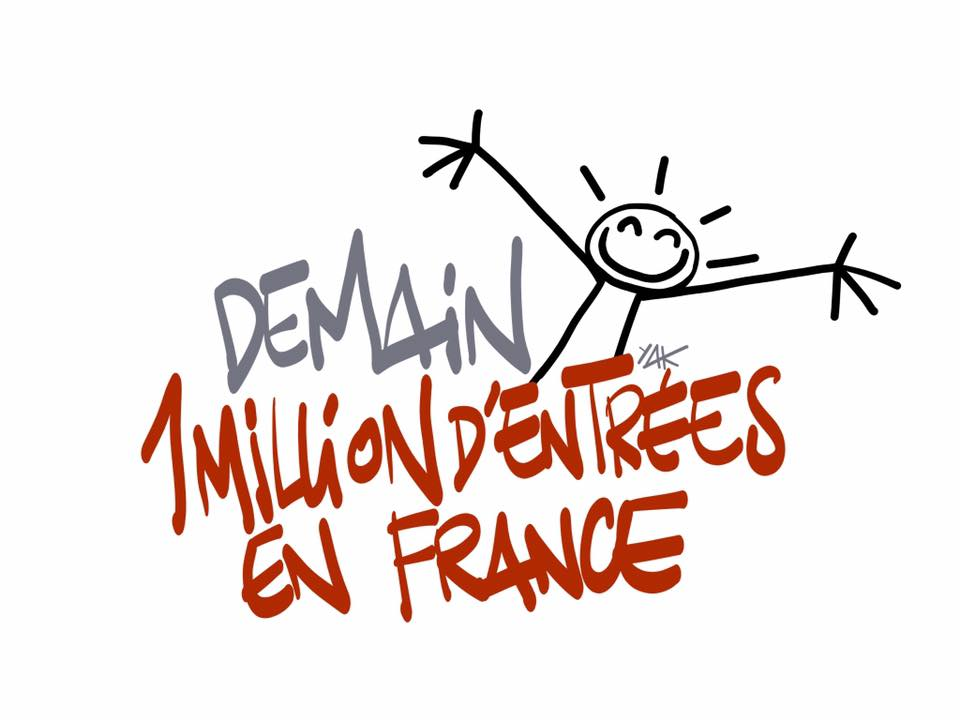 DEMAIN
YAK
1 MILLION D'ENTRÉES
EN FRANCE